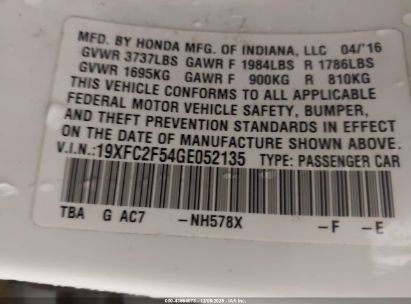 MFD. BY HONDA MFG. OF INDIANA, LLC 04/'16
GVWR 3737LBS GAWR F 1984LBS R 1786LBS
GVWR 1695KG GAWR F 900KG R 810KG
THIS VEHICLE CONFORMS TO ALL APPLICABLE
FEDERAL MOTOR VEHICLE SAFETY, BUMPER,
AND THEFT PREVENTION STANDARDS IN EFFECT
ON THE DATE OF MANUFACTURE SHOWN ABOVE.
V.I.N.:19XFC2F54GE052135 TYPE: PASSENGER CAR
TBA G AC7 -NH578X -F -E